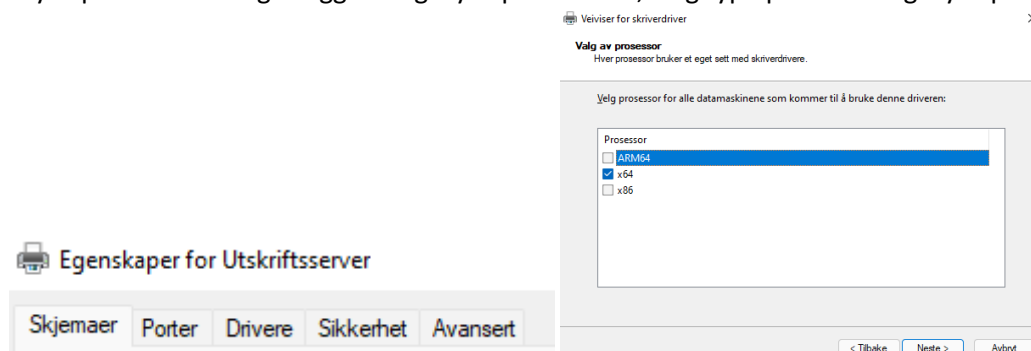 Veiviser for skriverdriver
Valg av prosessor
Hver prosessor bruker et eget sett med skriverdrivere.
Velg prosessor for alle datamaskinene som kommer til å bruke denne driveren:
Prosessor
ARM64
x64
x86
< Tilbake Neste > Avbryt
Egenskaper for Utskriftsserver
Skjemaer Porter Drivere Sikkerhet Avansert